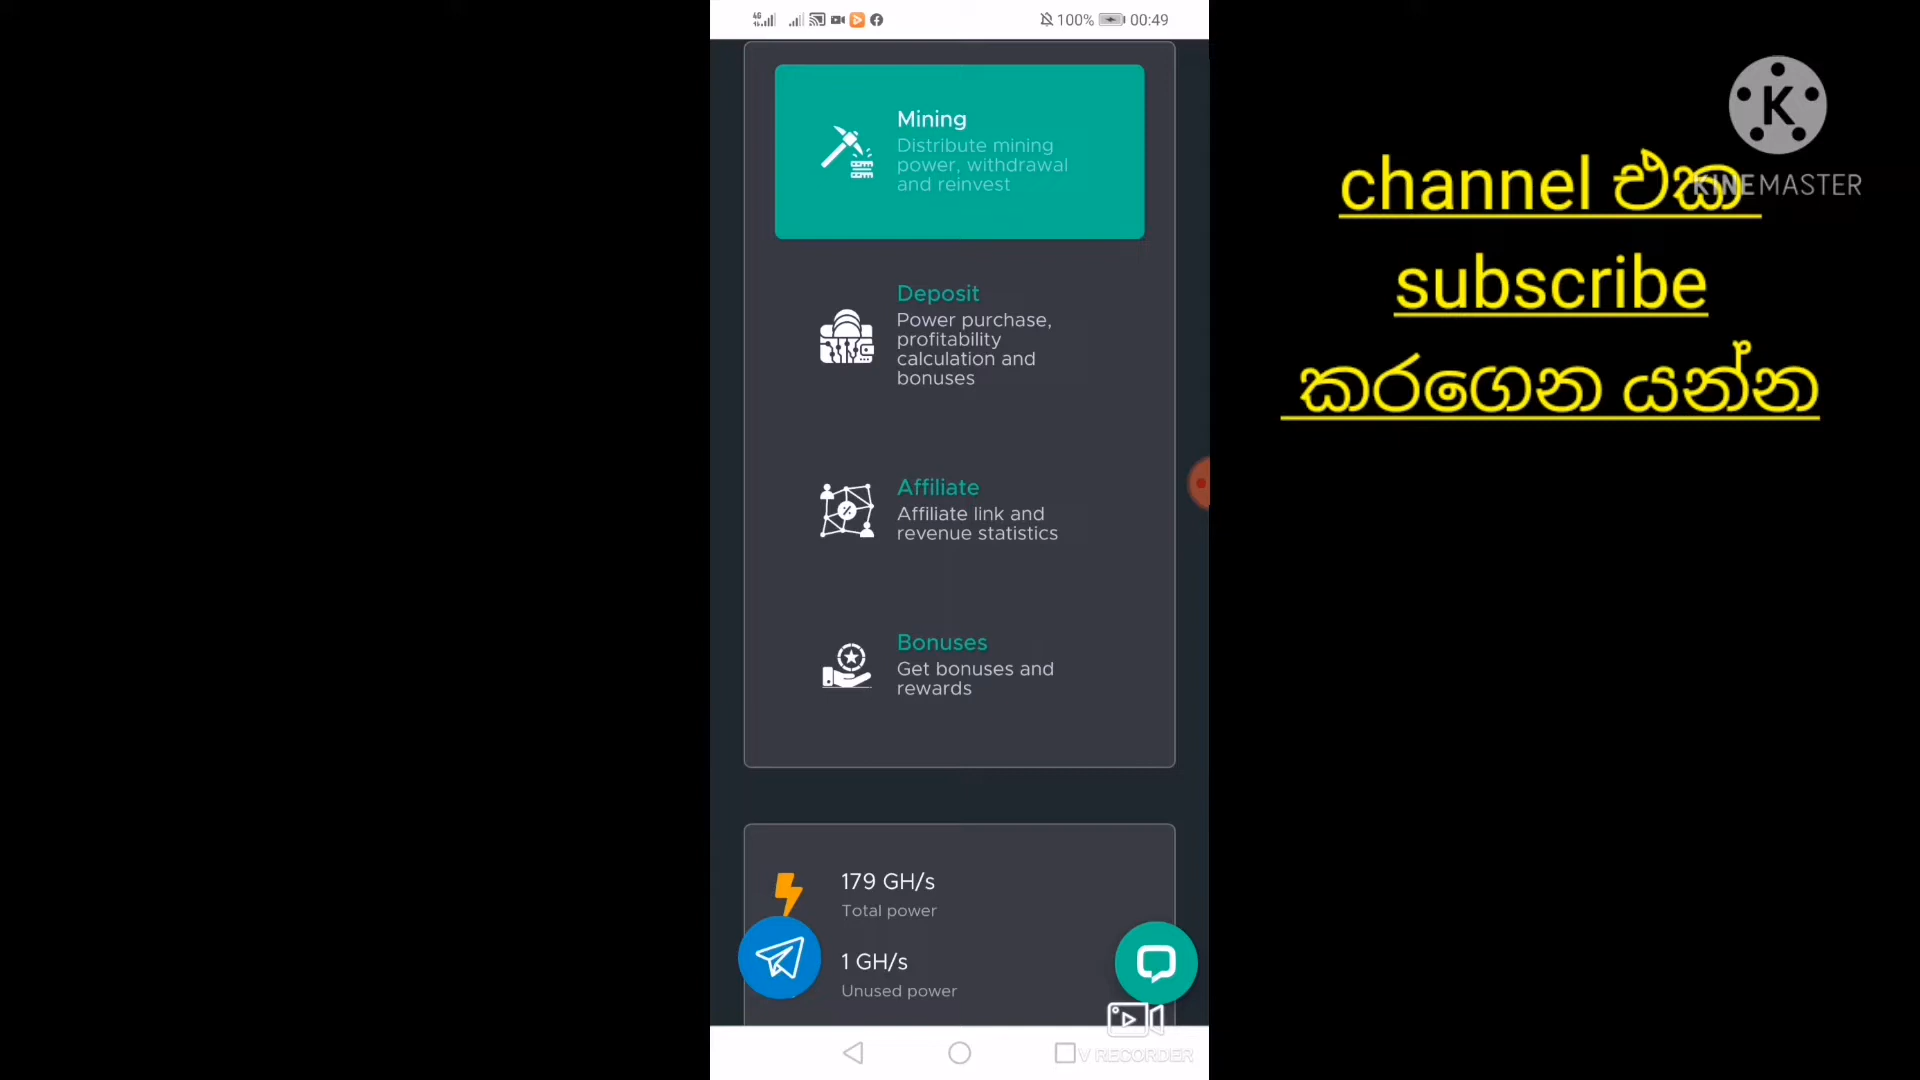 4G
100% 00:49
Mining
Distribute mining
power, withdrawal
and reinvest
Deposit
Power purchase,
profitability
calculation and
bonuses
Affiliate
Affiliate link and
revenue statistics
Bonuses
Get bonuses and
rewards
179 GH/s
Total power
1 GH/s
Unused power
V RECORDER
K
KINEMASTER
channel එක
subscribe
කරගෙන යන්න